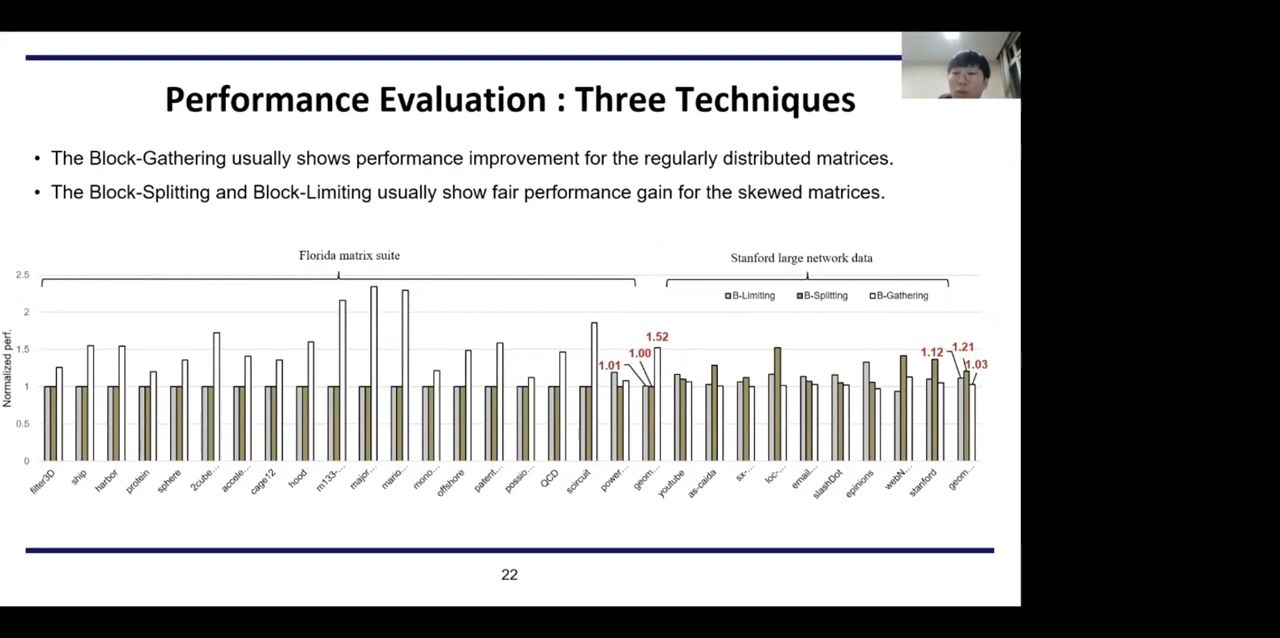 Performance Evaluation : Three Techniques
• The Block-Gathering usually shows performance improvement for the regularly distributed matrices.
• The Block-Splitting and Block-Limiting usually show fair performance gain for the skewed matrices.
Florida matrix suite
Stanford large network data
B-Limiting B-Splitting B-Gathering
Normalized perf.
2.5
2
1.5
1
0.5
0
1.01
1.00
1.52
1.12
1.21
1.03
filter3D
ship
harbor
protein
sphere
2cube...
accele...
cage12
hood
m133-...
major...
mario...
mono...
offshore
patent...
QCD
scircuit
power...
geom...
youtube
as-caida
sx-...
loc-...
email...
slashDot
epinions
webN...
stanford
geom...
22